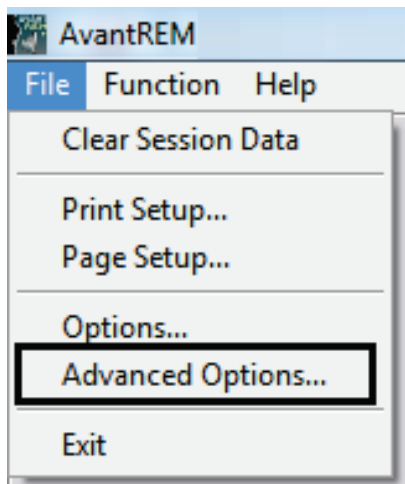 AvantREM
File Function Help
Clear Session Data
Print Setup...
Page Setup...
Options...
Advanced Options...
Exit